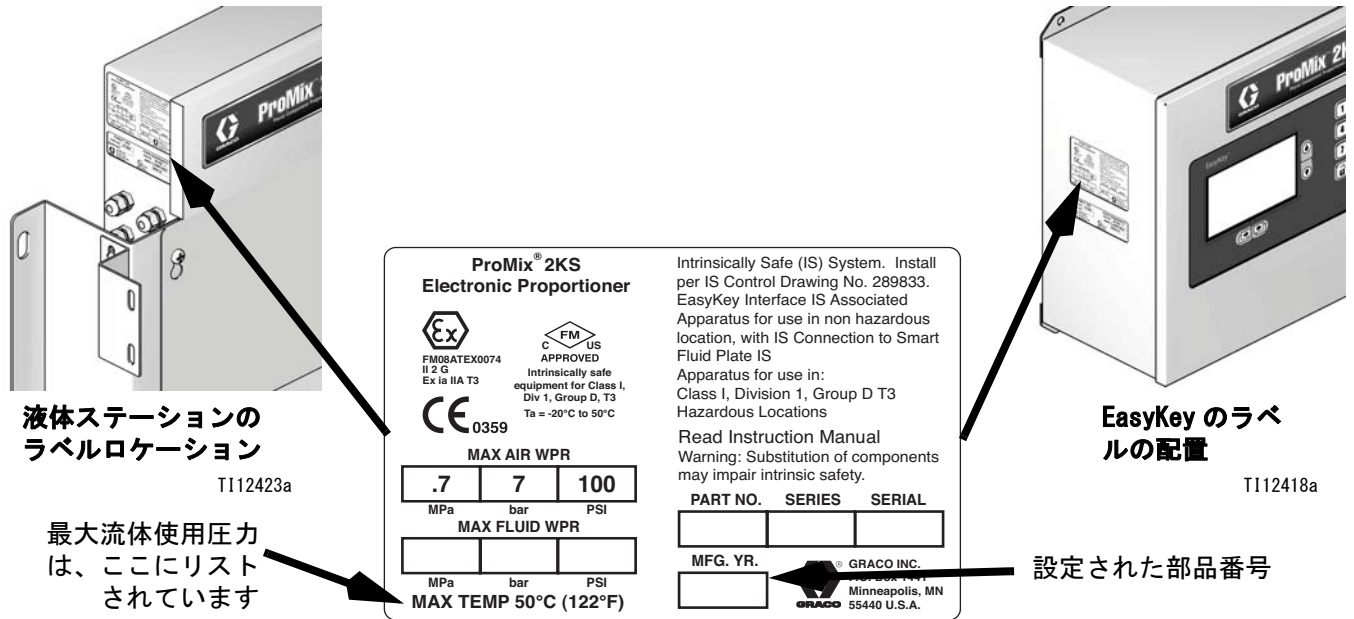 ProMix
GRACO
ProMix 2K
GRACO
EasyKey
液体ステーションの
ラベルロケーション
TI12423a
EasyKey のラベ
ルの配置
TI12418a
最大流体使用圧力
は、ここにリスト
されています
設定された部品番号
ProMix® 2KS
Electronic Proportioner
Ex
FM08ATEX0074
II 2 G
Ex ia IIA T3
FM
C US
APPROVED
Intrinsically safe
equipment for Class I,
Div 1, Group D, T3
Ta = -20°C to 50°C
CE 0359
MAX AIR WPR
.7 7 100
MPa bar PSI
MAX FLUID WPR
MPa bar PSI
MAX TEMP 50°C (122°F)
Intrinsically Safe (IS) System. Install
per IS Control Drawing No. 289833.
EasyKey Interface IS Associated
Apparatus for use in non hazardous
location, with IS Connection to Smart
Fluid Plate IS
Apparatus for use in:
Class I, Division 1, Group D T3
Hazardous Locations
Read Instruction Manual
Warning: Substitution of components
may impair intrinsic safety.
PART NO. SERIES SERIAL
MFG. YR.
GRACO
GRACO INC.
Minneapolis, MN
55440 U.S.A.